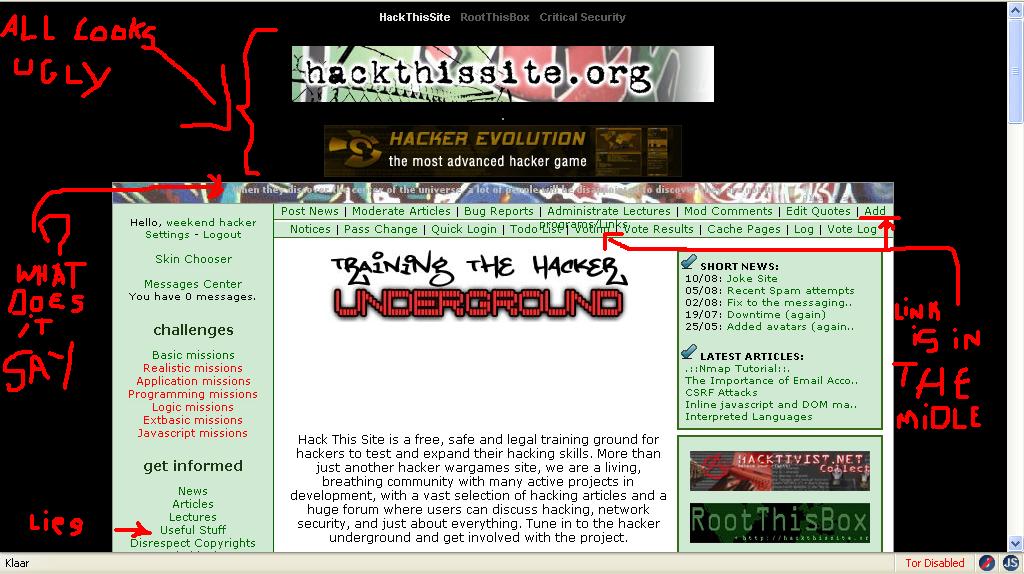 HackThisSite RootThisBox Critical Security
ALL Looks
UGLY
hackthissite.org
HACKER EVOLUTION
the most advanced hacker game
When they discover the center of the universe, a lot of people will be disappointed to discover they are not it.
Hello, weekend hacker
Settings - Logout
Skin Chooser
Messages Center
You have 0 messages.
challenges
Basic missions
Realistic missions
Application missions
Programming missions
Logic missions
Extbasic missions
Javascript missions
get informed
News
Articles
Lectures
Useful Stuff
Disrespect Copyrights
WHAT
DOES
iT
SAY
Lies
Post News | Moderate Articles | Bug Reports | Administrate Lectures | Mod Comments | Edit Quotes | Add
programs/Links
Notices | Pass Change | Quick Login | Todo List | Voting | Vote Results | Cache Pages | Log | Vote Log
TRAINING THE HACKER
UNDERGROUND
Hack This Site is a free, safe and legal training ground for
hackers to test and expand their hacking skills. More than
just another hacker wargames site, we are a living,
breathing community with many active projects in
development, with a vast selection of hacking articles and a
huge forum where users can discuss hacking, network
security, and just about everything. Tune in to the hacker
underground and get involved with the project.
SHORT NEWS:
10/08: Joke Site
05/08: Recent Spam attempts
02/08: Fix to the messaging..
19/07: Downtime (again)
25/05: Added avatars (again..
LATEST ARTICLES:
.::Nmap Tutorial::.
The Importance of Email Acco..
CSRF Attacks
Inline javascript and DOM ma..
Interpreted Languages
HACKTIVIST.NET
Collect
RootThisBox
http://hackthissite.or
LiNK
iS iN
THE
MiDLE
Klaar
Tor Disabled
JS